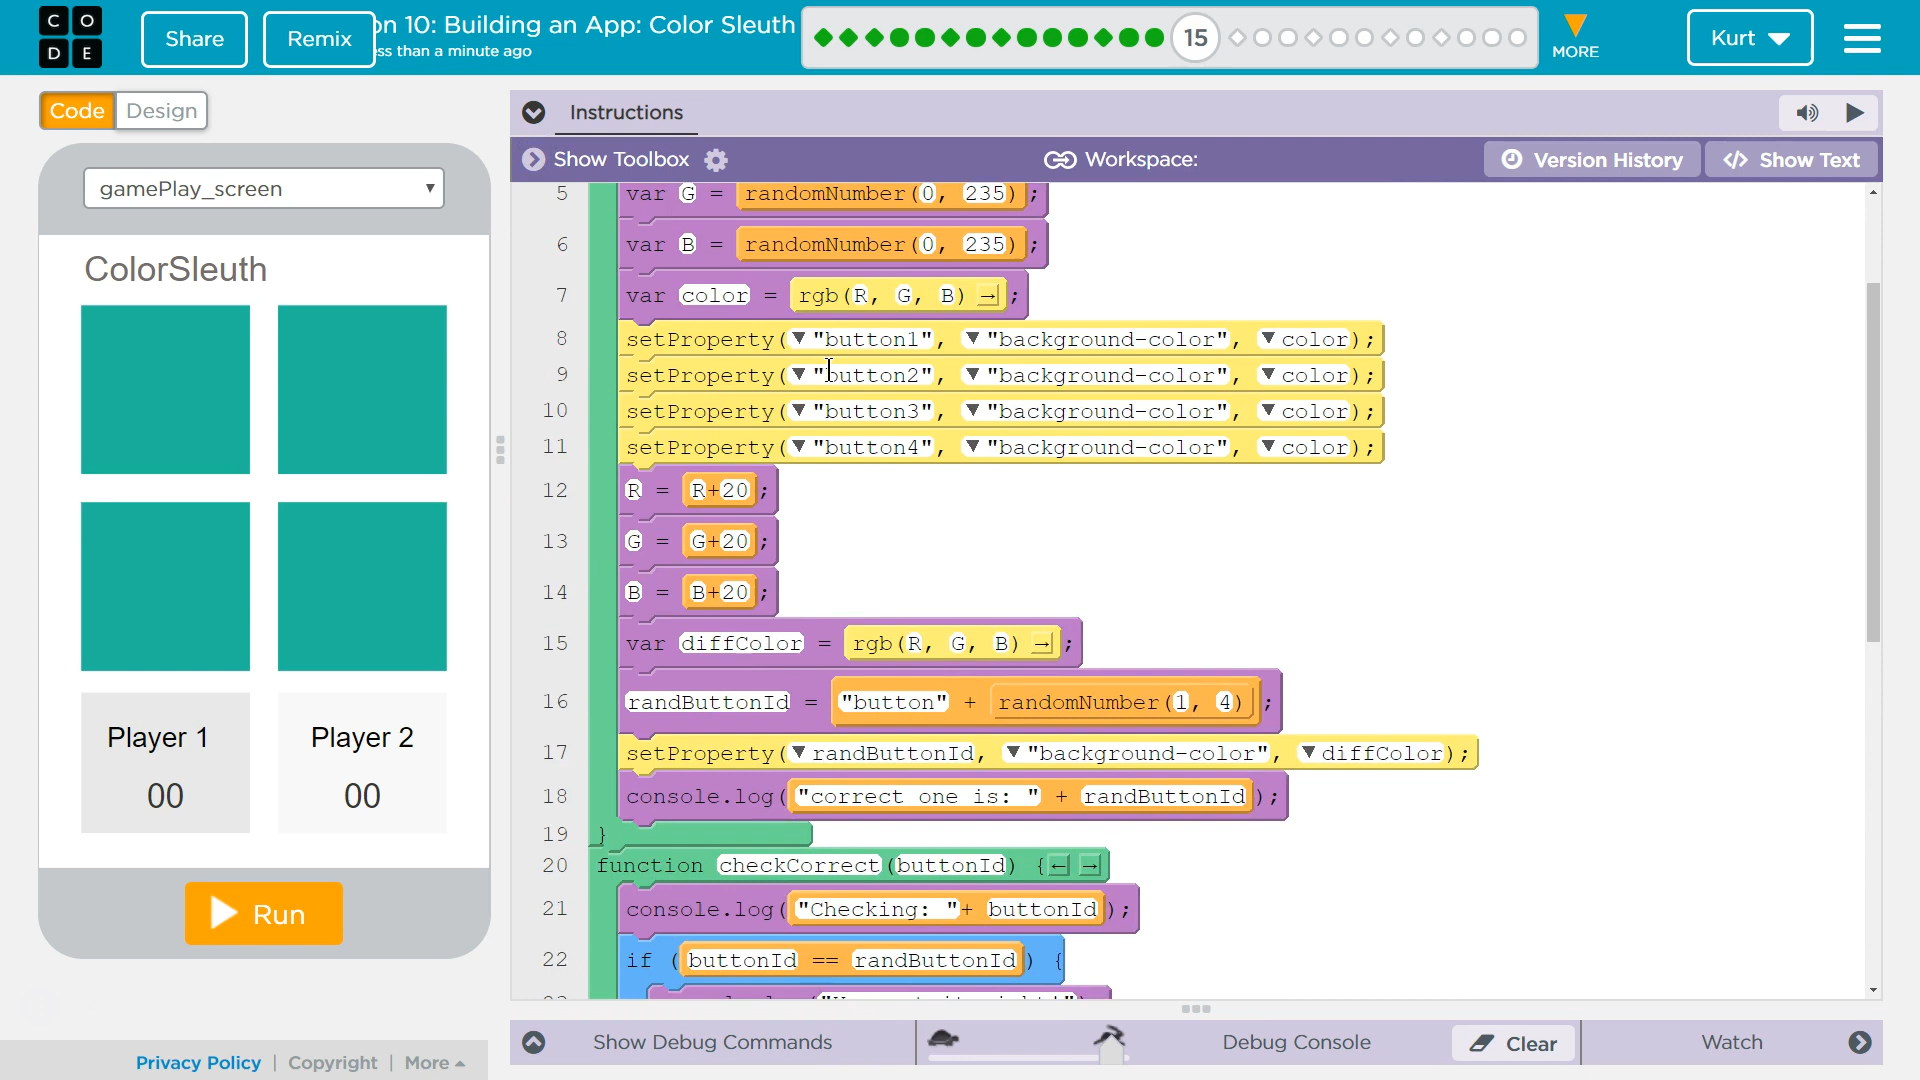 CODE
Share
Remix
on 10: Building an App: Color Sleuth
ess than a minute ago
15
MORE
Kurt
Code
Design
Instructions
Show Toolbox
Workspace:
Version History
</> Show Text
gamePlay_screen
ColorSleuth
Player 1
00
Player 2
00
Run
5 var G = randomNumber(0, 235);
6 var B = randomNumber(0, 235);
7 var color = rgb(R, G, B) →;
8 setProperty(▼"button1", ▼"background-color", ▼color);
9 setProperty(▼"button2", ▼"background-color", ▼color);
10 setProperty(▼"button3", ▼"background-color", ▼color);
11 setProperty(▼"button4", ▼"background-color", ▼color);
12 R = R+20;
13 G = G+20;
14 B = B+20;
15 var diffColor = rgb(R, G, B) →;
16 randButtonId = "button" + randomNumber(1, 4);
17 setProperty(▼randButtonId, ▼"background-color", ▼diffColor);
18 console.log("correct one is: " + randButtonId);
19 }
20 function checkCorrect(buttonId) {← →
21 console.log("Checking: "+ buttonId);
22 if (buttonId == randButtonId) {
Show Debug Commands
Debug Console
Clear
Watch
Privacy Policy | Copyright | More